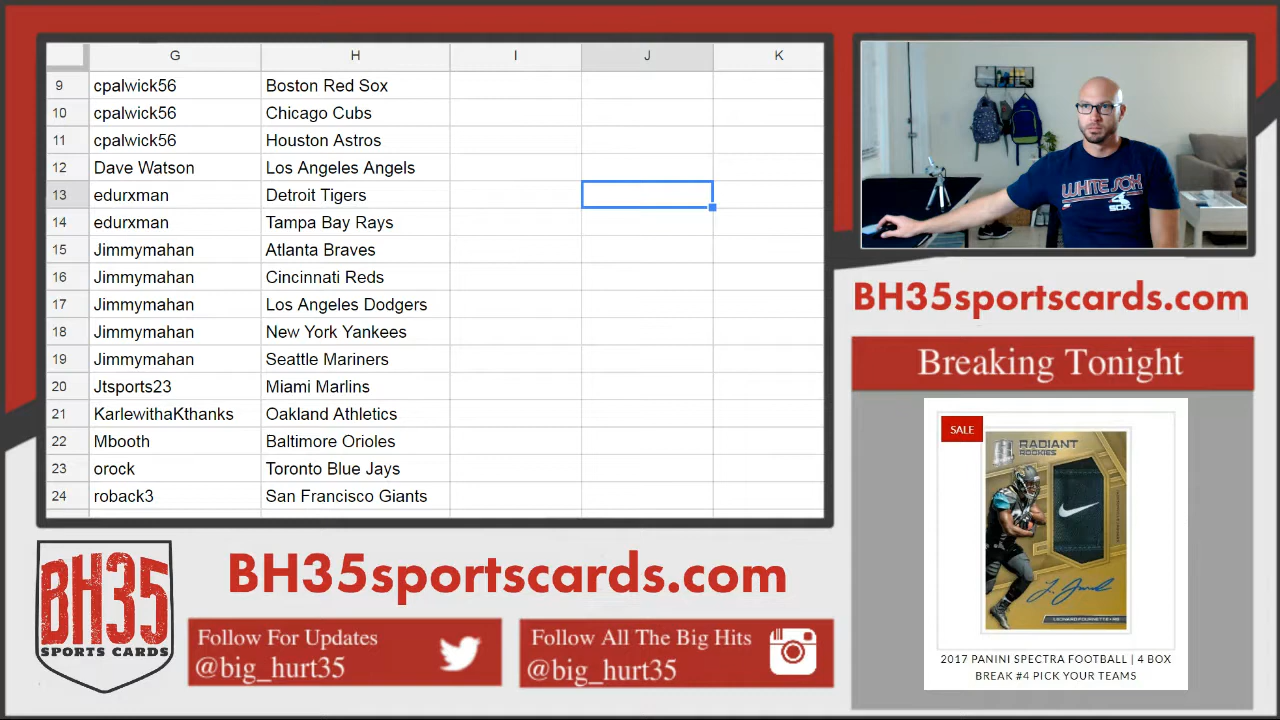 G H I J K
9 cpalwick56 Boston Red Sox
10 cpalwick56 Chicago Cubs
11 cpalwick56 Houston Astros
12 Dave Watson Los Angeles Angels
13 edurxman Detroit Tigers
14 edurxman Tampa Bay Rays
15 Jimmymahan Atlanta Braves
16 Jimmymahan Cincinnati Reds
17 Jimmymahan Los Angeles Dodgers
18 Jimmymahan New York Yankees
19 Jimmymahan Seattle Mariners
20 Jtsports23 Miami Marlins
21 KarlewithaKthanks Oakland Athletics
22 Mbooth Baltimore Orioles
23 orock Toronto Blue Jays
24 roback3 San Francisco Giants
WHITE SOX
SOX
BH35sportscards.com
Breaking Tonight
SALE
RADIANT
ROOKIES
LEONARD FOURNETTE • RB
2017 PANINI SPECTRA FOOTBALL | 4 BOX
BREAK #4 PICK YOUR TEAMS
BH35
SPORTS CARDS
BH35sportscards.com
Follow For Updates
@big_hurt35
Follow All The Big Hits
@big_hurt35